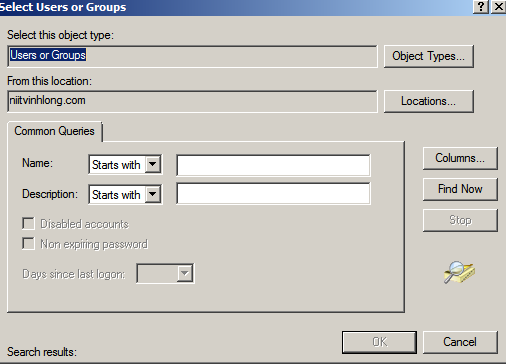 Select Users or Groups
Select this object type:
Users or Groups
Object Types...
From this location:
niitvinhlong.com
Locations...
Common Queries
Name:
Starts with
Columns...
Description:
Starts with
Find Now
Disabled accounts
Stop
Non expiring password
Days since last logon:
OK
Cancel
Search results: